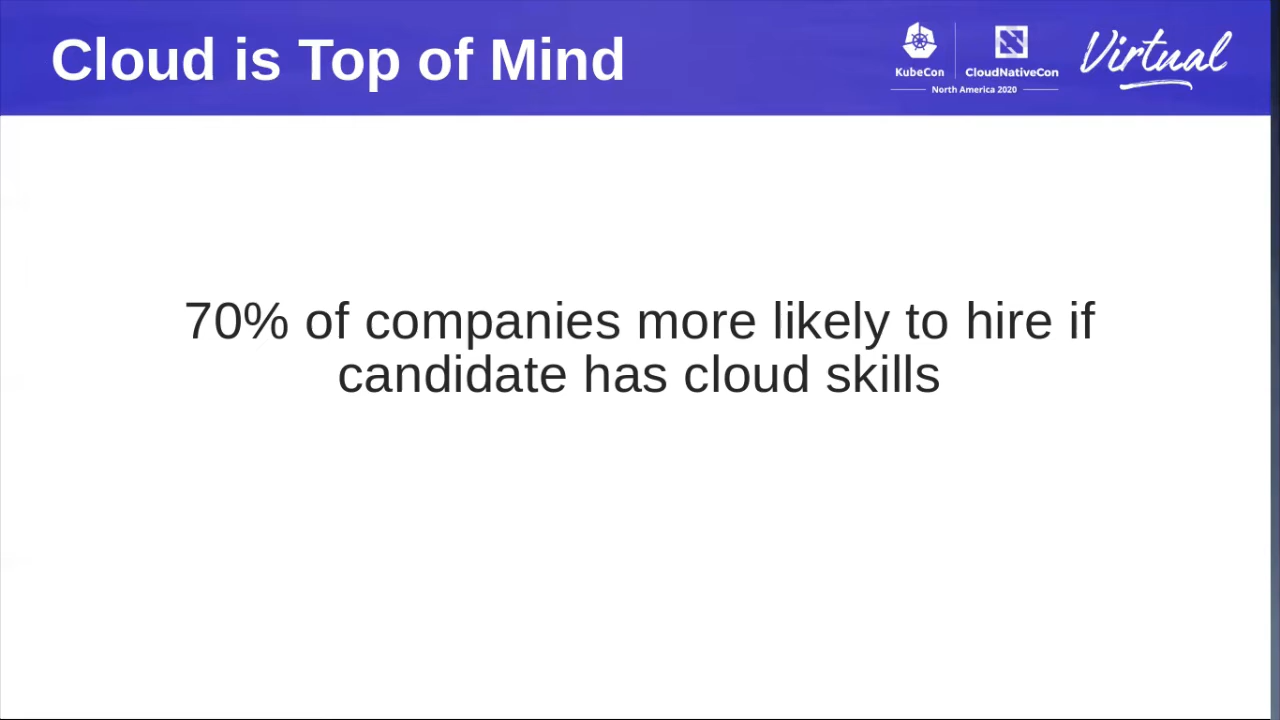 Cloud is Top of Mind
KubeCon
CloudNativeCon
North America 2020
Virtual
70% of companies more likely to hire if
candidate has cloud skills